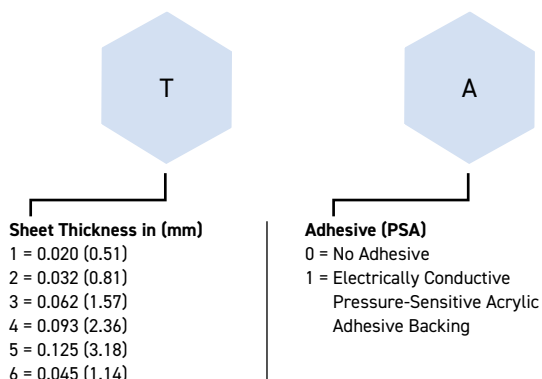 T
A
Sheet Thickness in (mm)
1 = 0.020 (0.51)
2 = 0.032 (0.81)
3 = 0.062 (1.57)
4 = 0.093 (2.36)
5 = 0.125 (3.18)
6 = 0.045 (1.14)
Adhesive (PSA)
0 = No Adhesive
1 = Electrically Conductive
Pressure-Sensitive Acrylic
Adhesive Backing